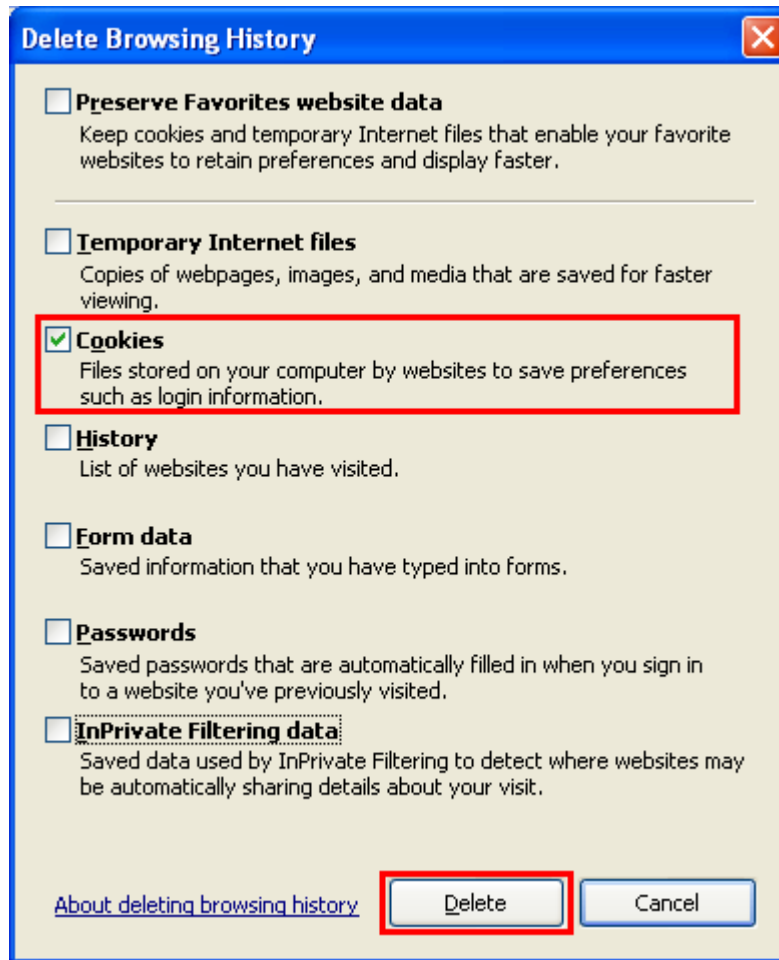 Delete Browsing History
Preserve Favorites website data
Keep cookies and temporary Internet files that enable your favorite
websites to retain preferences and display faster.
Temporary Internet files
Copies of webpages, images, and media that are saved for faster
viewing.
Cookies
Files stored on your computer by websites to save preferences
such as login information.
History
List of websites you have visited.
Form data
Saved information that you have typed into forms.
Passwords
Saved passwords that are automatically filled in when you sign in
to a website you've previously visited.
InPrivate Filtering data
Saved data used by InPrivate Filtering to detect where websites may
be automatically sharing details about your visit.
About deleting browsing history Delete Cancel